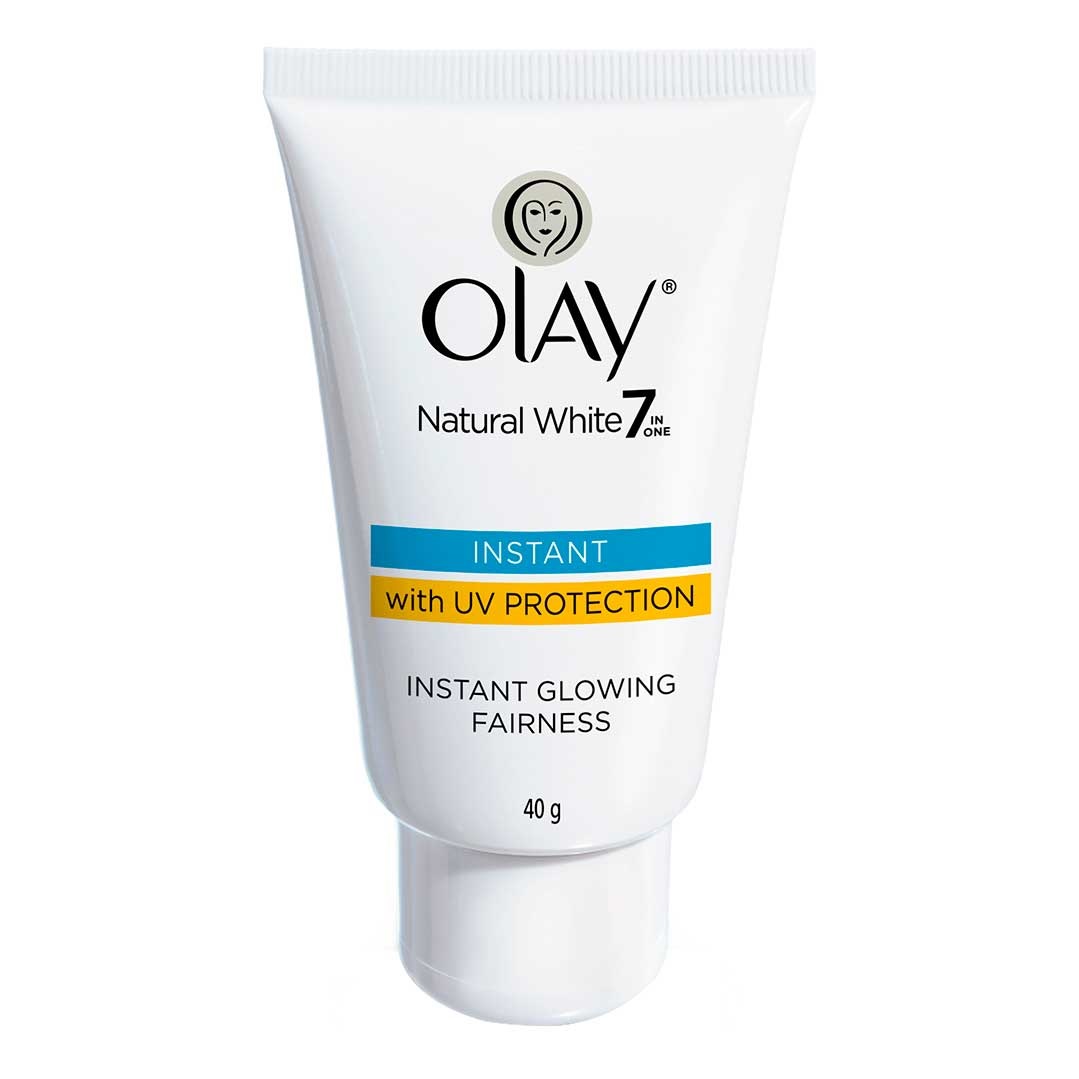 OLAY®
Natural White 7 IN ONE
INSTANT
with UV PROTECTION
INSTANT GLOWING
FAIRNESS
40 g